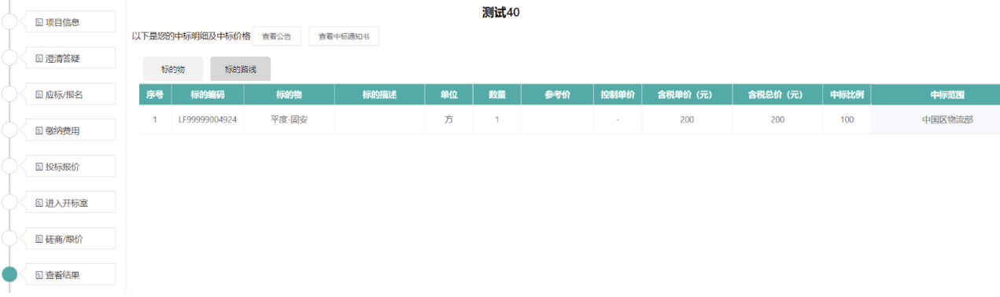 测试40
项目信息
澄清答疑
应标/报名
缴纳费用
投标报价
进入开标室
磋商/跟价
查看结果
以下是您的中标明细及中标价格 查看公告 查看中标通知书
标的物 标的路线
序号 标的编码 标的物 标的描述 单位 数量 参考价 控制单价 含税单价（元） 含税总价（元） 中标比例 中标范围
1 LF99999004924 平度-固安 方 1 - 200 200 100 中国区物流部